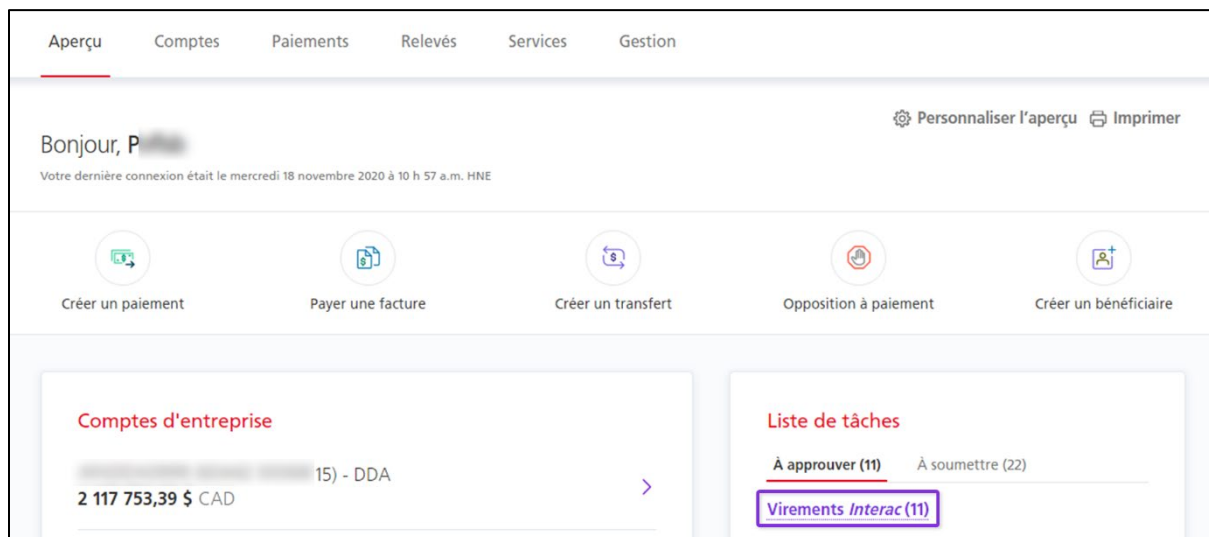 Aperçu Comptes Paiements Relevés Services Gestion
Personnaliser l'aperçu Imprimer
Bonjour, P
Votre dernière connexion était le mercredi 18 novembre 2020 à 10 h 57 a.m. HNE
Créer un paiement Payer une facture Créer un transfert Opposition à paiement Créer un bénéficiaire
Comptes d'entreprise
15) - DDA
2 117 753,39 $ CAD
Liste de tâches
À approuver (11) À soumettre (22)
Virements Interac (11)